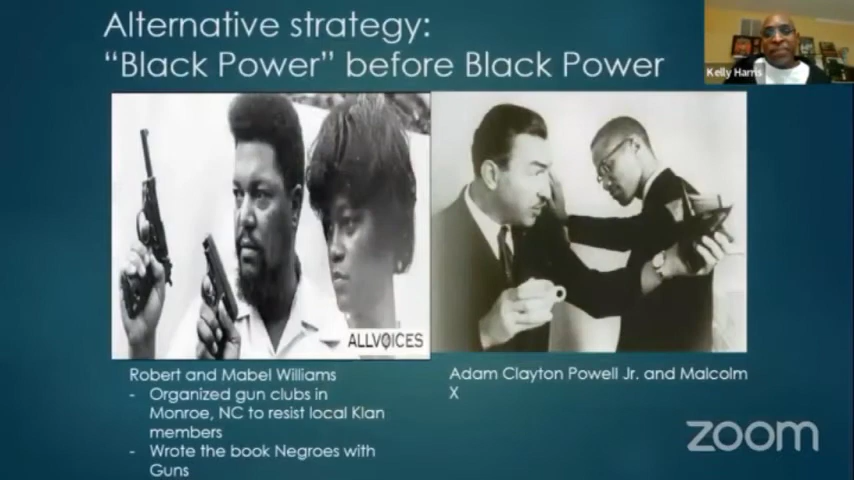 Alternative strategy:
“Black Power” before Black Power
Kelly Harris
ALLVOICES
Robert and Mabel Williams
- Organized gun clubs in
Monroe, NC to resist local Klan
members
- Wrote the book Negroes with
Guns
Adam Clayton Powell Jr. and Malcolm
X
zoom